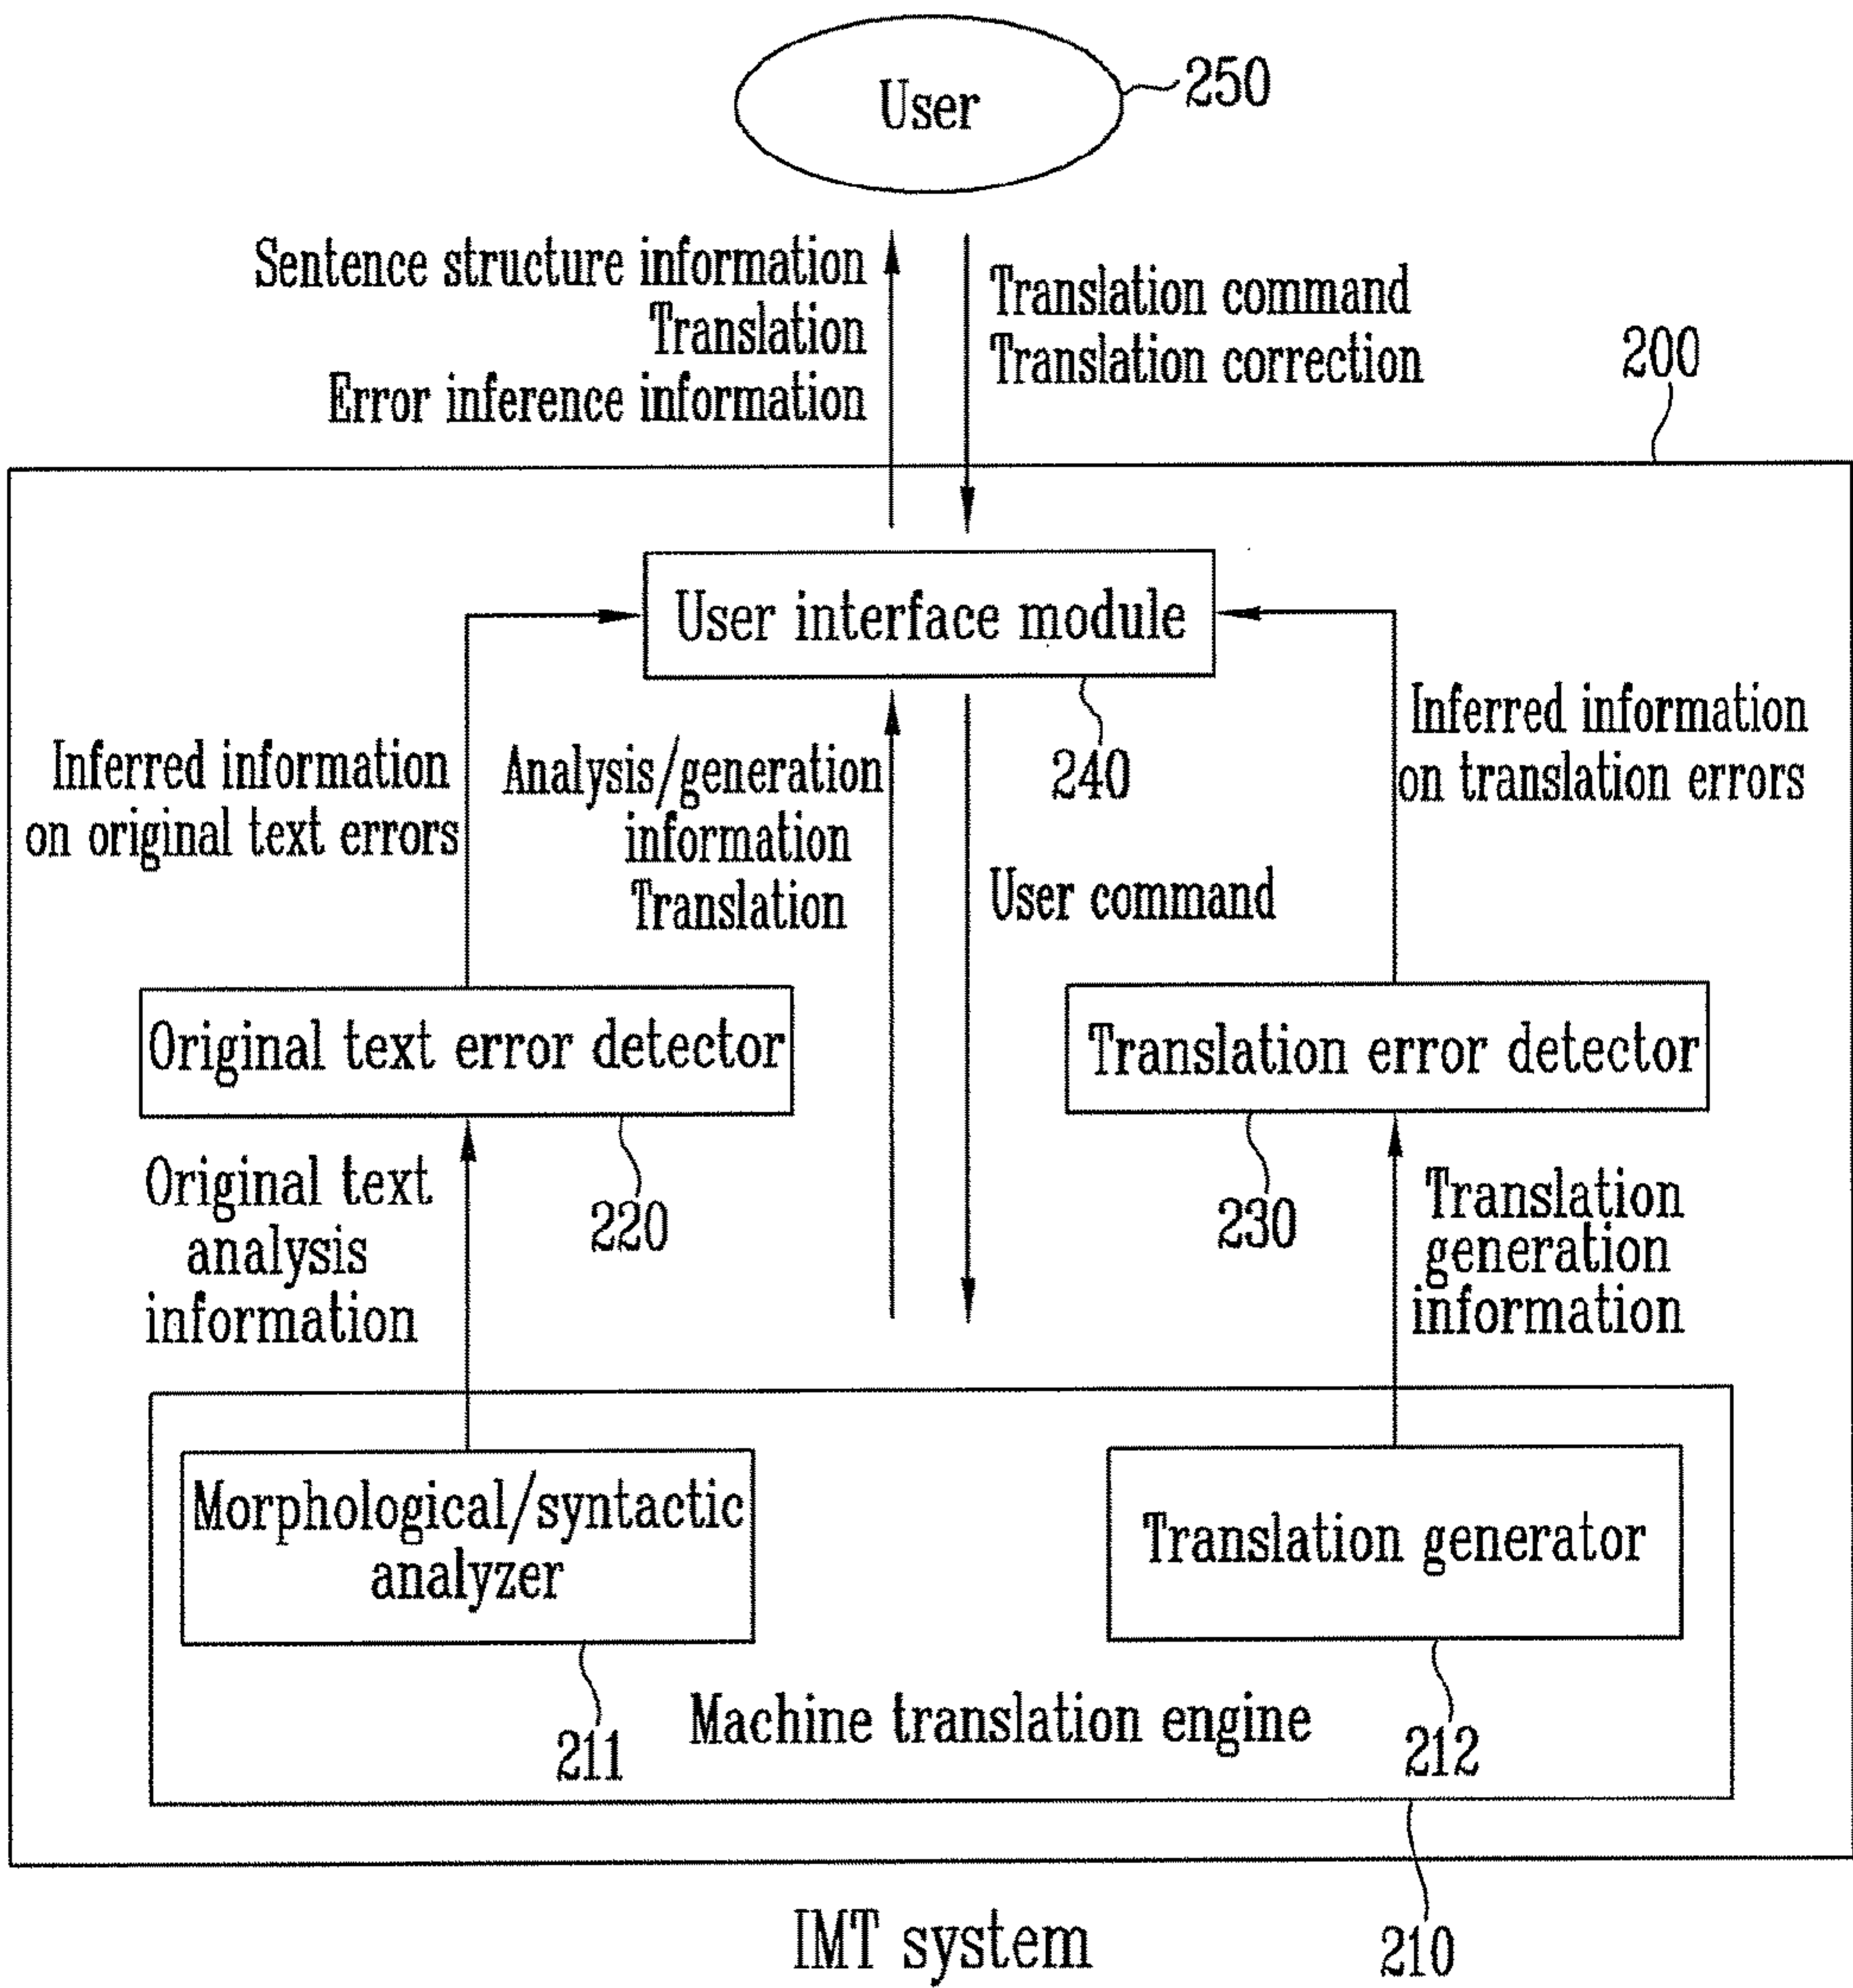 User
250
Sentence structure information
Translation
Error inference information
Translation command
Translation correction
200
User interface module
240
Inferred information
on original text errors
Analysis/generation
information
Translation
User command
Inferred information
on translation errors
Original text error detector
220
Translation error detector
230
Original text
analysis
information
Translation
generation
information
Morphological/syntactic
analyzer
211
Translation generator
212
Machine translation engine
210
IMT system